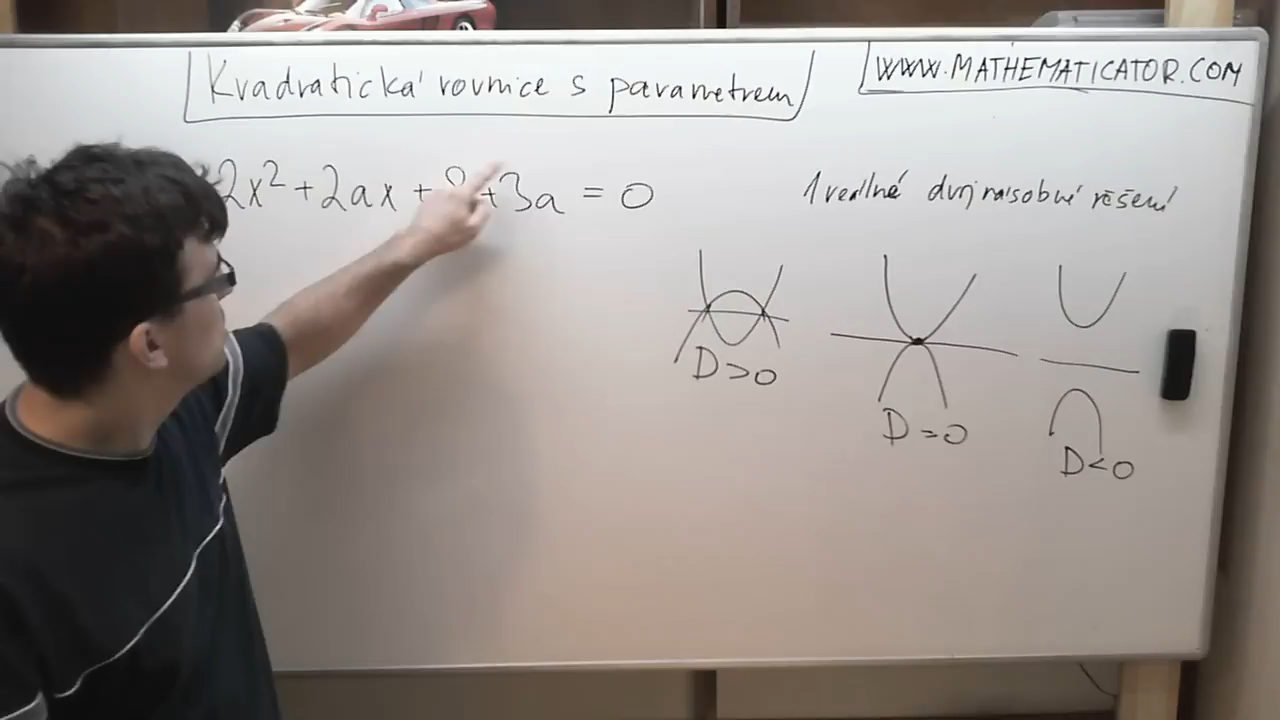 Kvadratická rovnice s parametrem
WWW.MATHEMATICATOR.COM
2x² + 2ax + +3a = 0
1 reálné dvojnásobné řešení
D>0
D=0
D<0